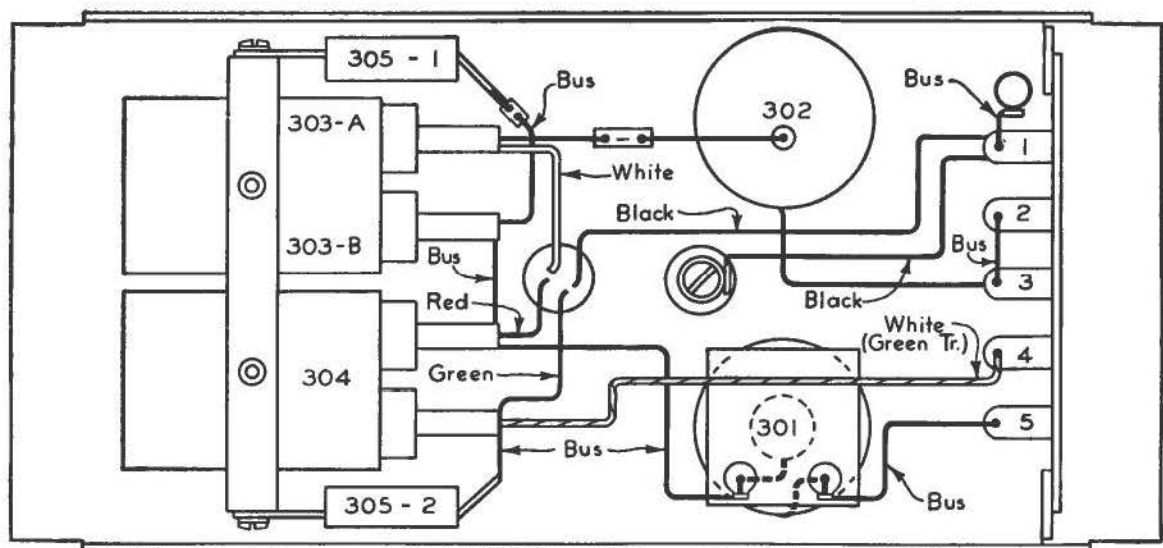 305 - 1
Bus
Bus
303-A
302
1
White
Black
2
303-B
Bus
Bus
3
Red
Black
White
(Green Tr.)
304
4
Green
301
5
Bus
Bus
305 - 2